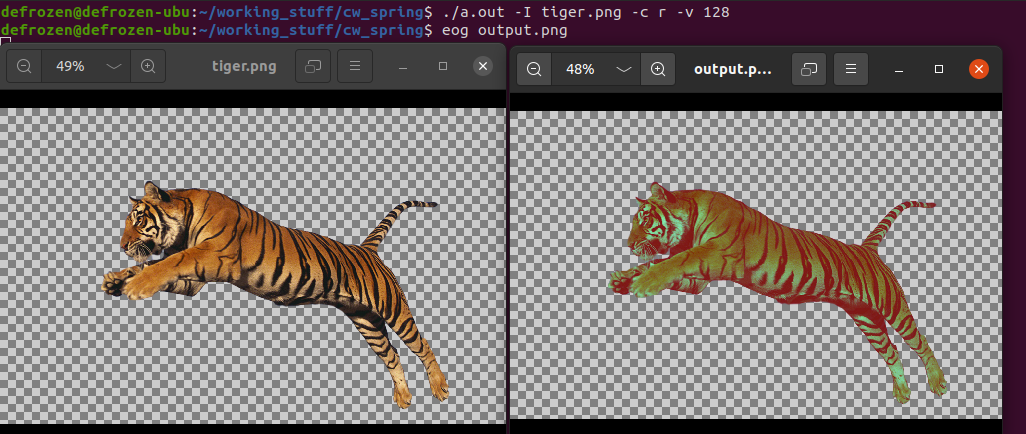 defrozen@defrozen-ubu:~/working_stuff/cw_spring$ ./a.out -I tiger.png -c r -v 128
defrozen@defrozen-ubu:~/working_stuff/cw_spring$ eog output.png
49% tiger.png
48% output.p...